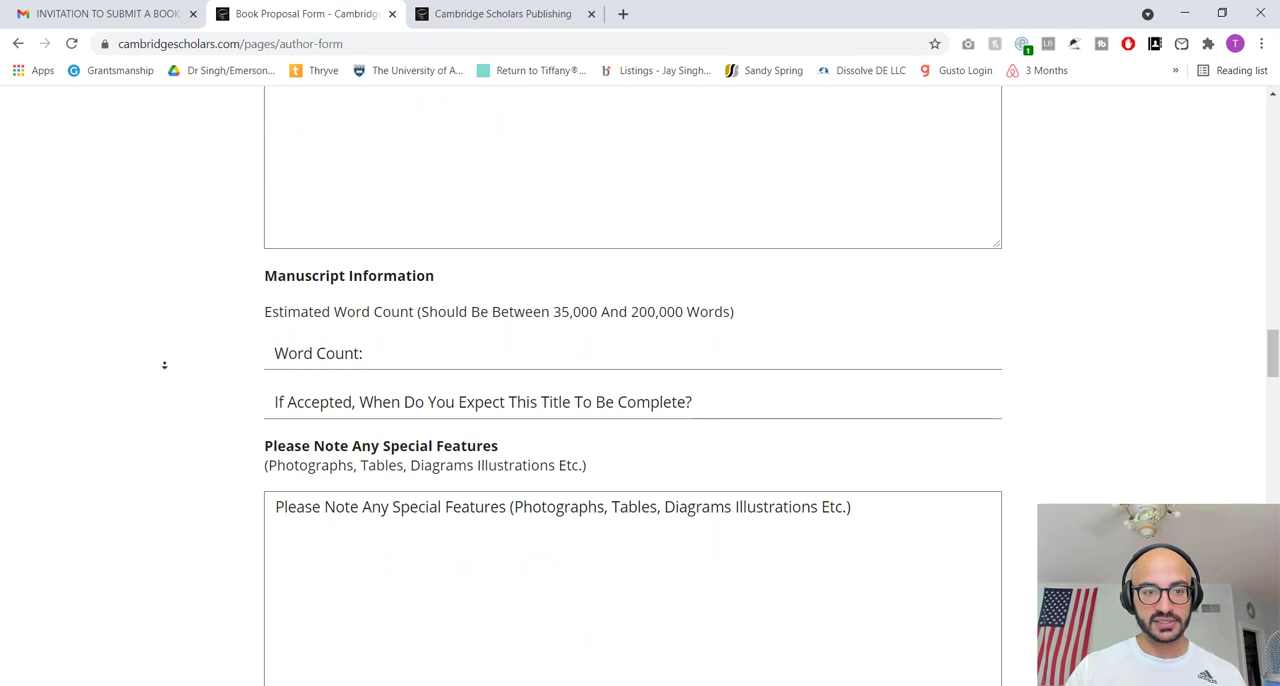 INVITATION TO SUBMIT A BOOK
Book Proposal Form - Cambridge
Cambridge Scholars Publishing
cambridgescholars.com/pages/author-form
LB
fb
1
T
Apps
Grantsmanship
Dr Singh/Emerson...
Thryve
The University of A...
Return to Tiffany®...
Listings - Jay Singh...
Sandy Spring
Dissolve DE LLC
Gusto Login
3 Months
»
Reading list
Manuscript Information
Estimated Word Count (Should Be Between 35,000 And 200,000 Words)
Word Count:
If Accepted, When Do You Expect This Title To Be Complete?
Please Note Any Special Features
(Photographs, Tables, Diagrams Illustrations Etc.)
Please Note Any Special Features (Photographs, Tables, Diagrams Illustrations Etc.)